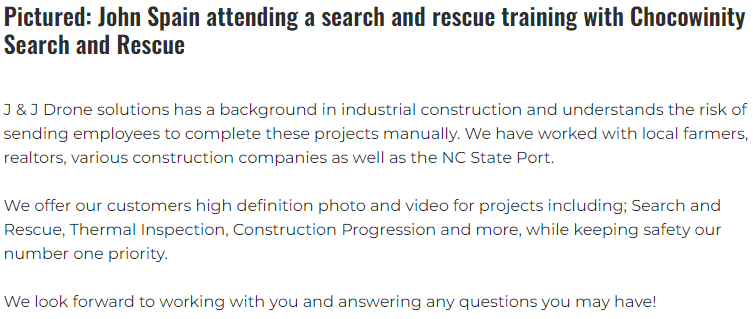 Pictured: John Spain attending a search and rescue training with Chocowinity
Search and Rescue
J & J Drone solutions has a background in industrial construction and understands the risk of
sending employees to complete these projects manually. We have worked with local farmers,
realtors, various construction companies as well as the NC State Port.
We offer our customers high definition photo and video for projects including; Search and
Rescue, Thermal Inspection, Construction Progression and more, while keeping safety our
number one priority.
We look forward to working with you and answering any questions you may have!